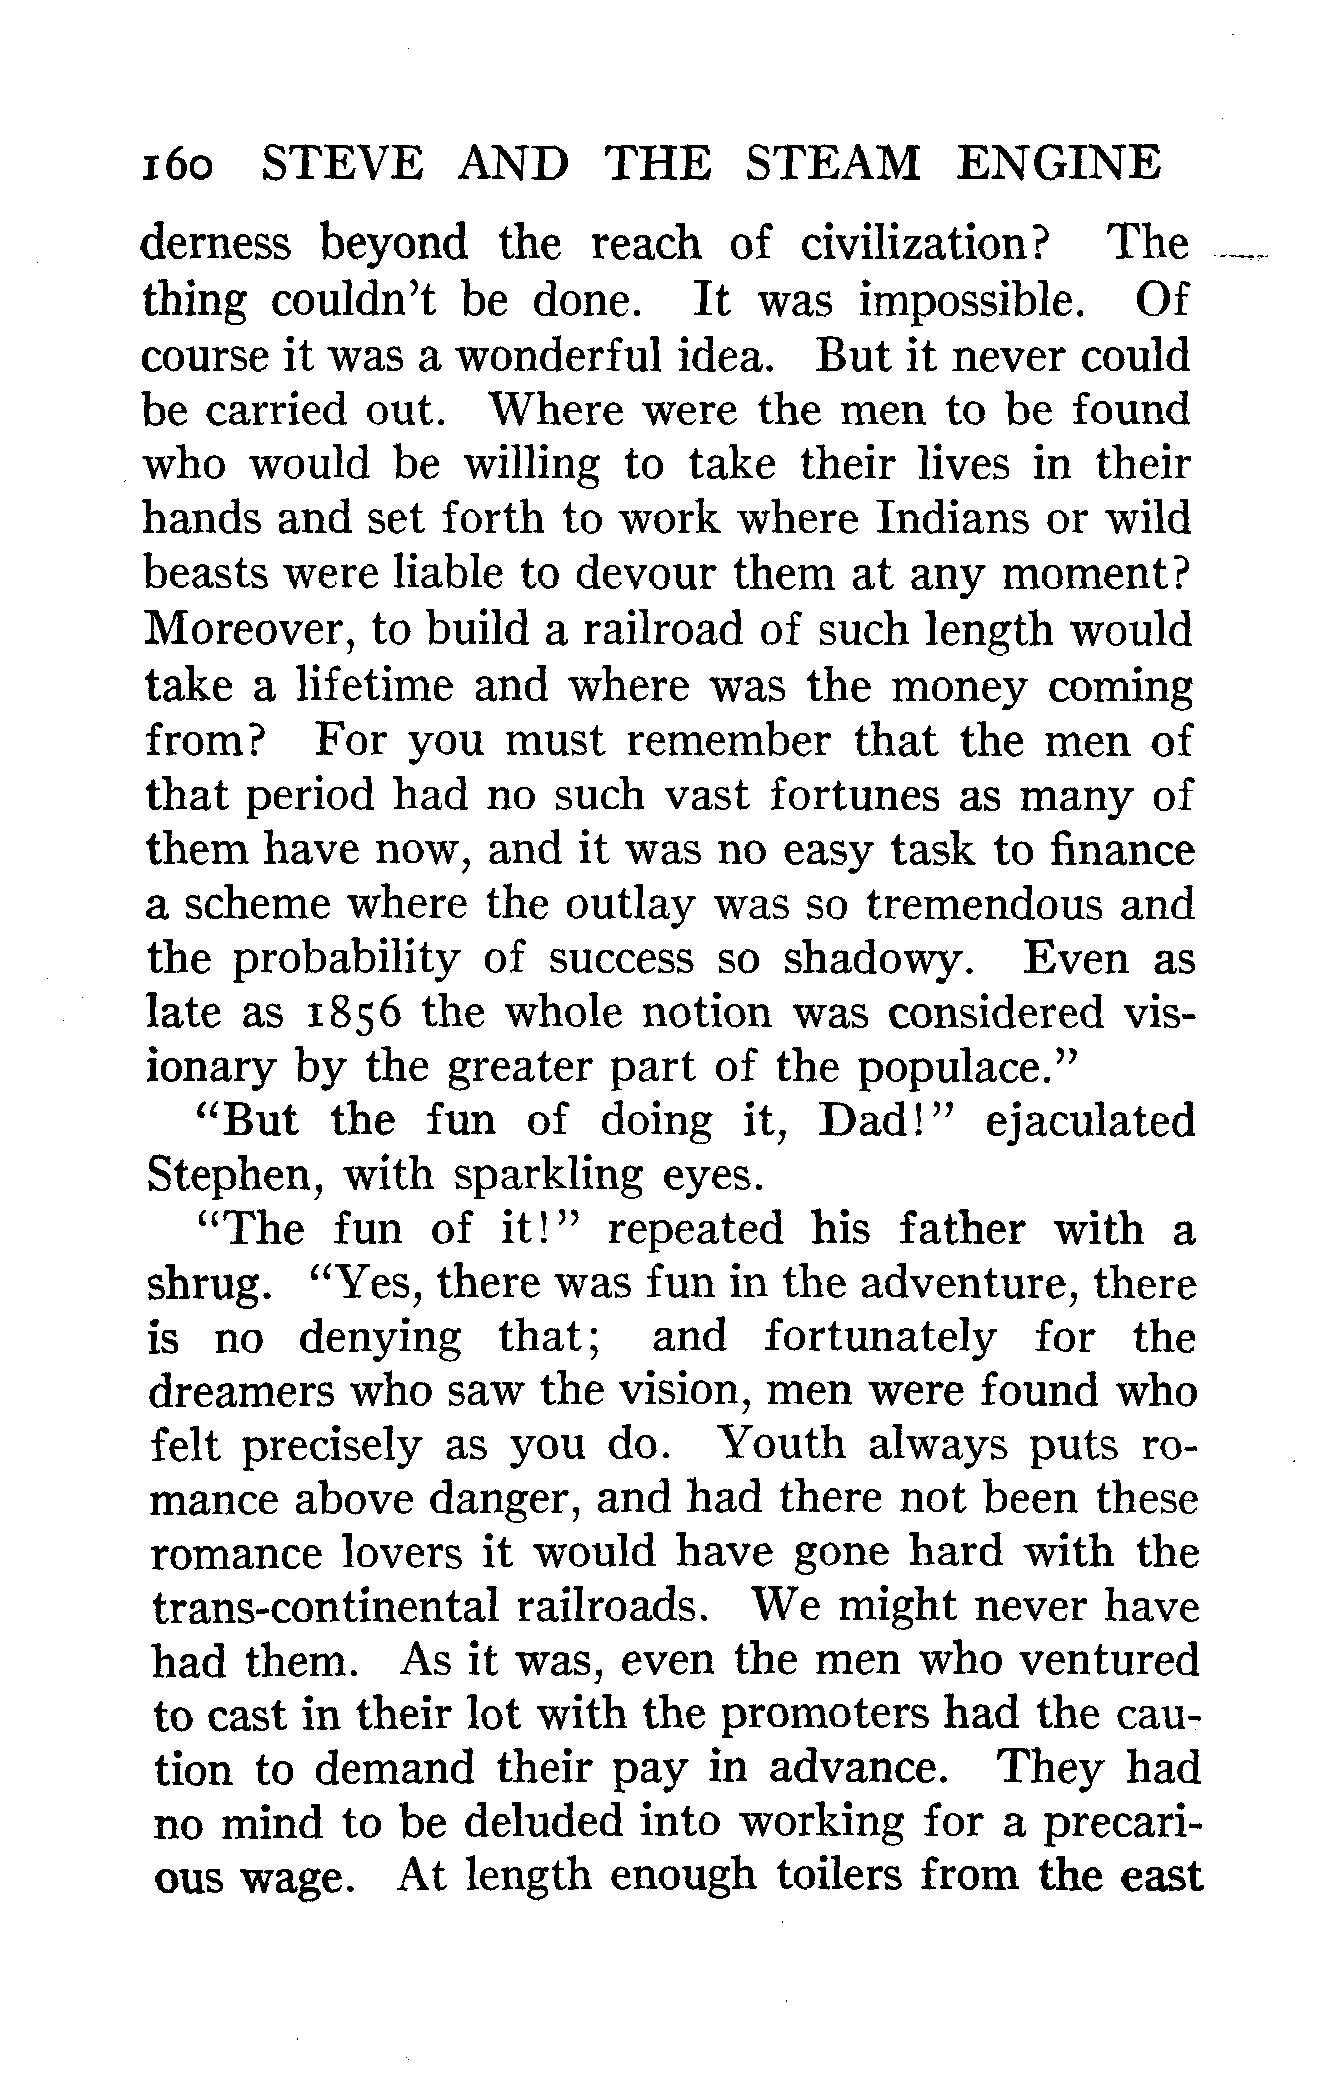 160 STEVE AND THE STEAM ENGINE
derness beyond the reach of civilization? The
thing couldn't be done. It was impossible. Of
course it was a wonderful idea. But it never could
be carried out. Where were the men to be found
who would be willing to take their lives in their
hands and set forth to work where Indians or wild
beasts were liable to devour them at any moment?
Moreover, to build a railroad of such length would
take a lifetime and where was the money coming
from? For you must remember that the men of
that period had no such vast fortunes as many of
them have now, and it was no easy task to finance
a scheme where the outlay was so tremendous and
the probability of success so shadowy. Even as
late as 1856 the whole notion was considered vis-
ionary by the greater part of the populace."
"But the fun of doing it, Dad!" ejaculated
Stephen, with sparkling eyes.
"The fun of it!" repeated his father with a
shrug. "Yes, there was fun in the adventure, there
is no denying that; and fortunately for the
dreamers who saw the vision, men were found who
felt precisely as you do. Youth always puts ro-
mance above danger, and had there not been these
romance lovers it would have gone hard with the
trans-continental railroads. We might never have
had them. As it was, even the men who ventured
to cast in their lot with the promoters had the cau-
tion to demand their pay in advance. They had
no mind to be deluded into working for a precari-
ous wage. At length enough toilers from the east